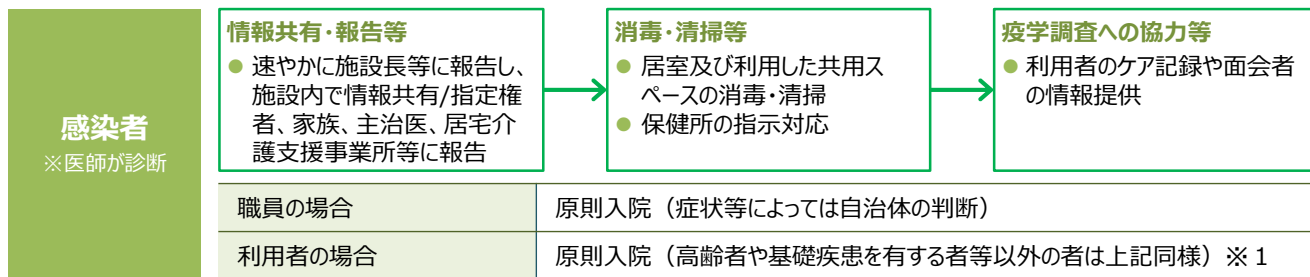 感染者
※医師が診断
情報共有・報告等
● 速やかに施設長等に報告し、
施設内で情報共有/指定権
者、家族、主治医、居宅介
護支援事業所等に報告
消毒・清掃等
● 居室及び利用した共用ス
ペースの消毒・清掃
● 保健所の指示対応
疫学調査への協力等
● 利用者のケア記録や面会者
の情報提供
職員の場合
原則入院（症状等によっては自治体の判断）
利用者の場合
原則入院（高齢者や基礎疾患を有する者等以外の者は上記同様）※1